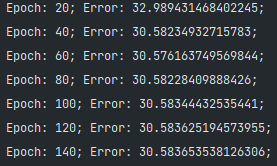 Epoch: 20; Error: 32.989431468402245;
Epoch: 40; Error: 30.58234932715783;
Epoch: 60; Error: 30.576163749569844;
Epoch: 80; Error: 30.58228409888426;
Epoch: 100; Error: 30.58344432535441;
Epoch: 120; Error: 30.583625194573955;
Epoch: 140; Error: 30.583653538126306;